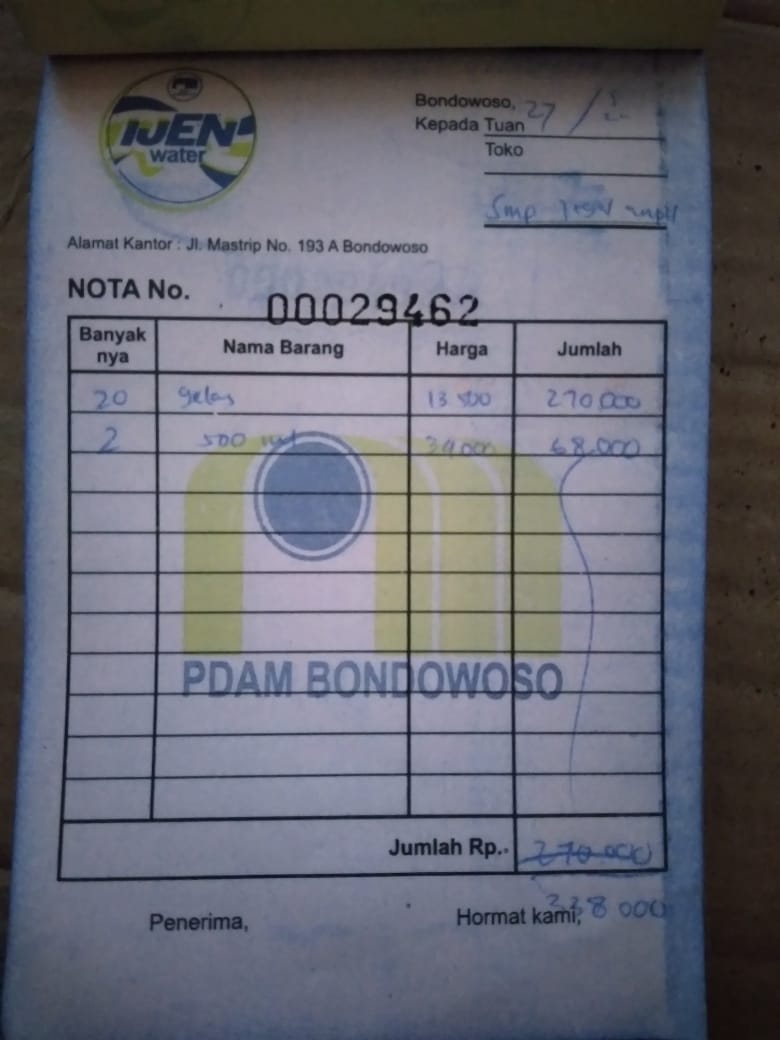 IJEN
water
Bondowoso, 27 /
Kepada Tuan
Toko
Smp
Alamat Kantor : Jl. Mastrip No. 193 A Bondowoso
NOTA No. 00029462
Banyak nya Nama Barang Harga Jumlah
20 gelas 13.500 270.000
2 500 ml 34.000 68.000
PDAM BONDOWOSO
Jumlah Rp.. 270.000
338 000
Penerima, Hormat kami,